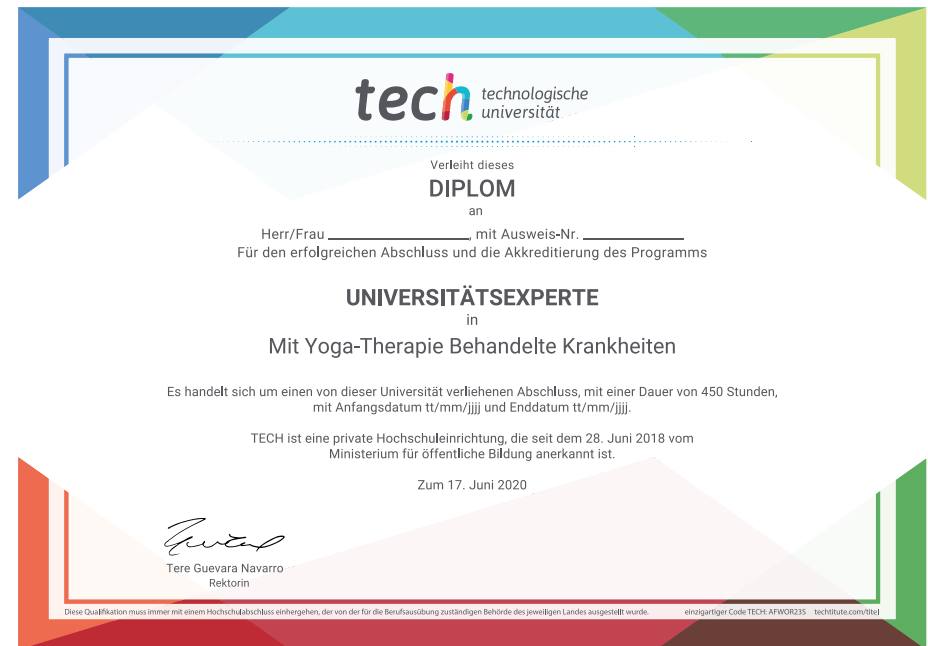 tech technologische
universität
Verleiht dieses
DIPLOM
an
Herr/Frau ____________, mit Ausweis-Nr. ____________
Für den erfolgreichen Abschluss und die Akkreditierung des Programms
UNIVERSITÄTSEXPERTE
in
Mit Yoga-Therapie Behandelte Krankheiten
Es handelt sich um einen von dieser Universität verliehenen Abschluss, mit einer Dauer von 450 Stunden,
mit Anfangsdatum tt/mm/jjjj und Enddatum tt/mm/jjjj.
TECH ist eine private Hochschuleinrichtung, die seit dem 28. Juni 2018 vom
Ministerium für öffentliche Bildung anerkannt ist.
Zum 17. Juni 2020
Tere Guevara Navarro
Rektorin
Diese Qualifikation muss immer mit einem Hochschulabschluss einhergehen, der von der für die Berufsausübung zuständigen Behörde des jeweiligen Landes ausgestellt wurde. einzigartiger Code TECH: AFWOR23S techtitute.com/titel